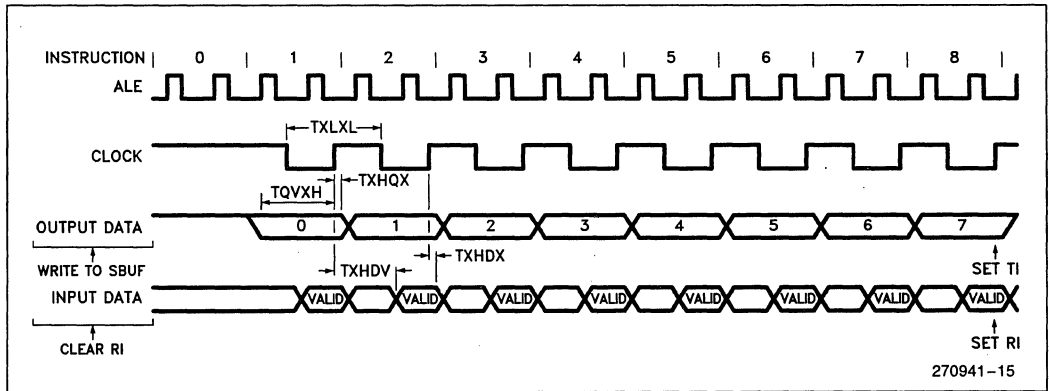 INSTRUCTION | 0 | 1 | 2 | 3 | 4 | 5 | 6 | 7 | 8 |
ALE
TXLXL
CLOCK
TXHQX
TQVXH
OUTPUT DATA 0 1 2 3 4 5 6 7
WRITE TO SBUF TXHDV TXHDX SET TI
INPUT DATA VALID VALID VALID VALID VALID VALID VALID VALID
CLEAR RI SET RI
270941-15